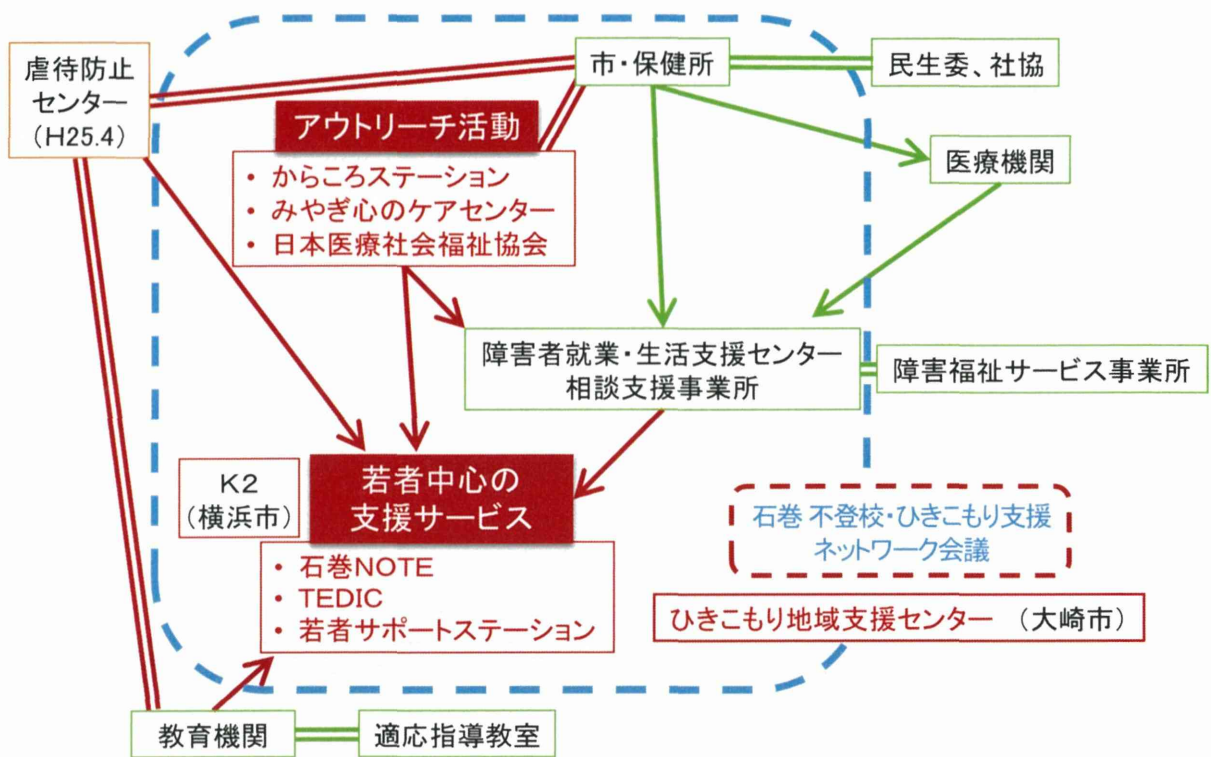 虐待防止
センター
(H25.4)
市・保健所
民生委、社協
アウトリーチ活動
• からころステーション
• みやぎ心のケアセンター
• 日本医療社会福祉協会
医療機関
障害者就業・生活支援センター
相談支援事業所
障害福祉サービス事業所
K2
(横浜市)
若者中心の
支援サービス
• 石巻NOTE
• TEDIC
• 若者サポートステーション
石巻 不登校・ひきこもり支援
ネットワーク会議
ひきこもり地域支援センター (大崎市)
教育機関
適応指導教室